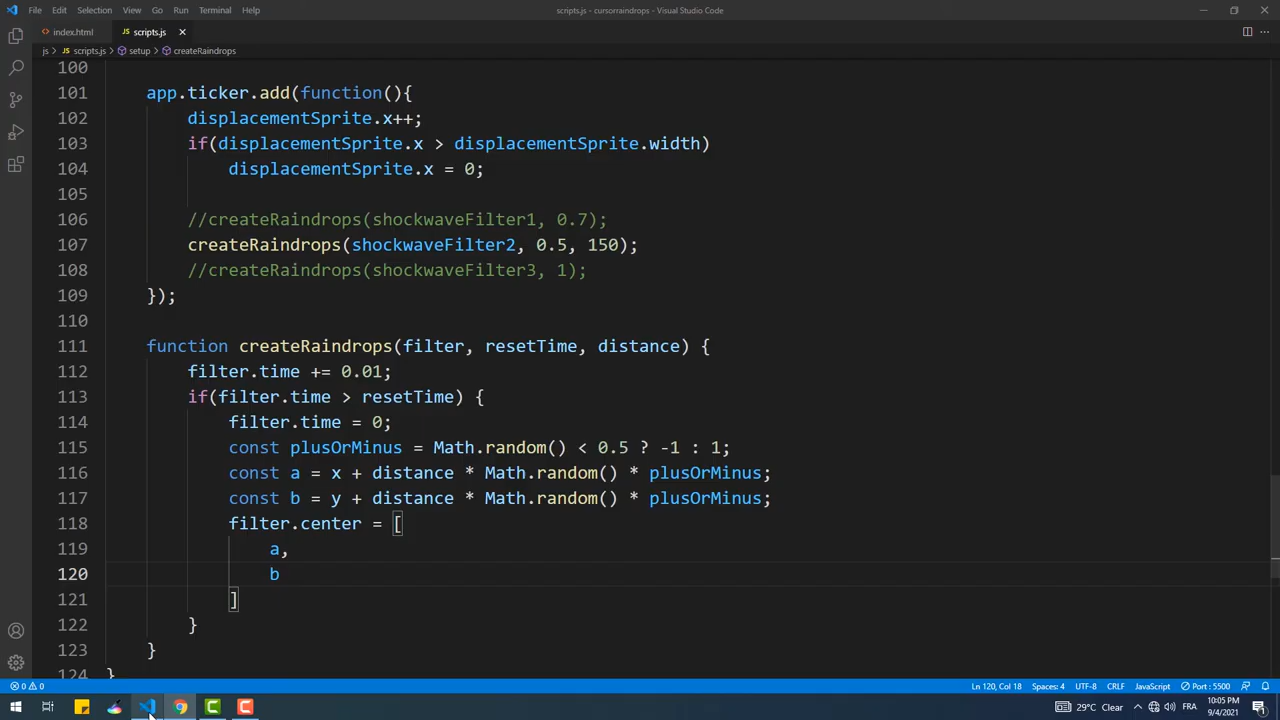 File Edit Selection View Go Run Terminal Help scripts.js - cursorraindrops - Visual Studio Code
index.html scripts.js
js > scripts.js > setup > createRaindrops
100
101 app.ticker.add(function(){
102 displacementSprite.x++;
103 if(displacementSprite.x > displacementSprite.width)
104 displacementSprite.x = 0;
105
106 //createRaindrops(shockwaveFilter1, 0.7);
107 createRaindrops(shockwaveFilter2, 0.5, 150);
108 //createRaindrops(shockwaveFilter3, 1);
109 });
110
111 function createRaindrops(filter, resetTime, distance) {
112 filter.time += 0.01;
113 if(filter.time > resetTime) {
114 filter.time = 0;
115 const plusOrMinus = Math.random() < 0.5 ? -1 : 1;
116 const a = x + distance * Math.random() * plusOrMinus;
117 const b = y + distance * Math.random() * plusOrMinus;
118 filter.center = [
119 a,
120 b
121 ]
122 }
123 }
124 }
0 0 Ln 120, Col 18 Spaces: 4 UTF-8 CRLF JavaScript Port : 5500
29°C Clear FRA 10:05 PM
9/4/2021 1